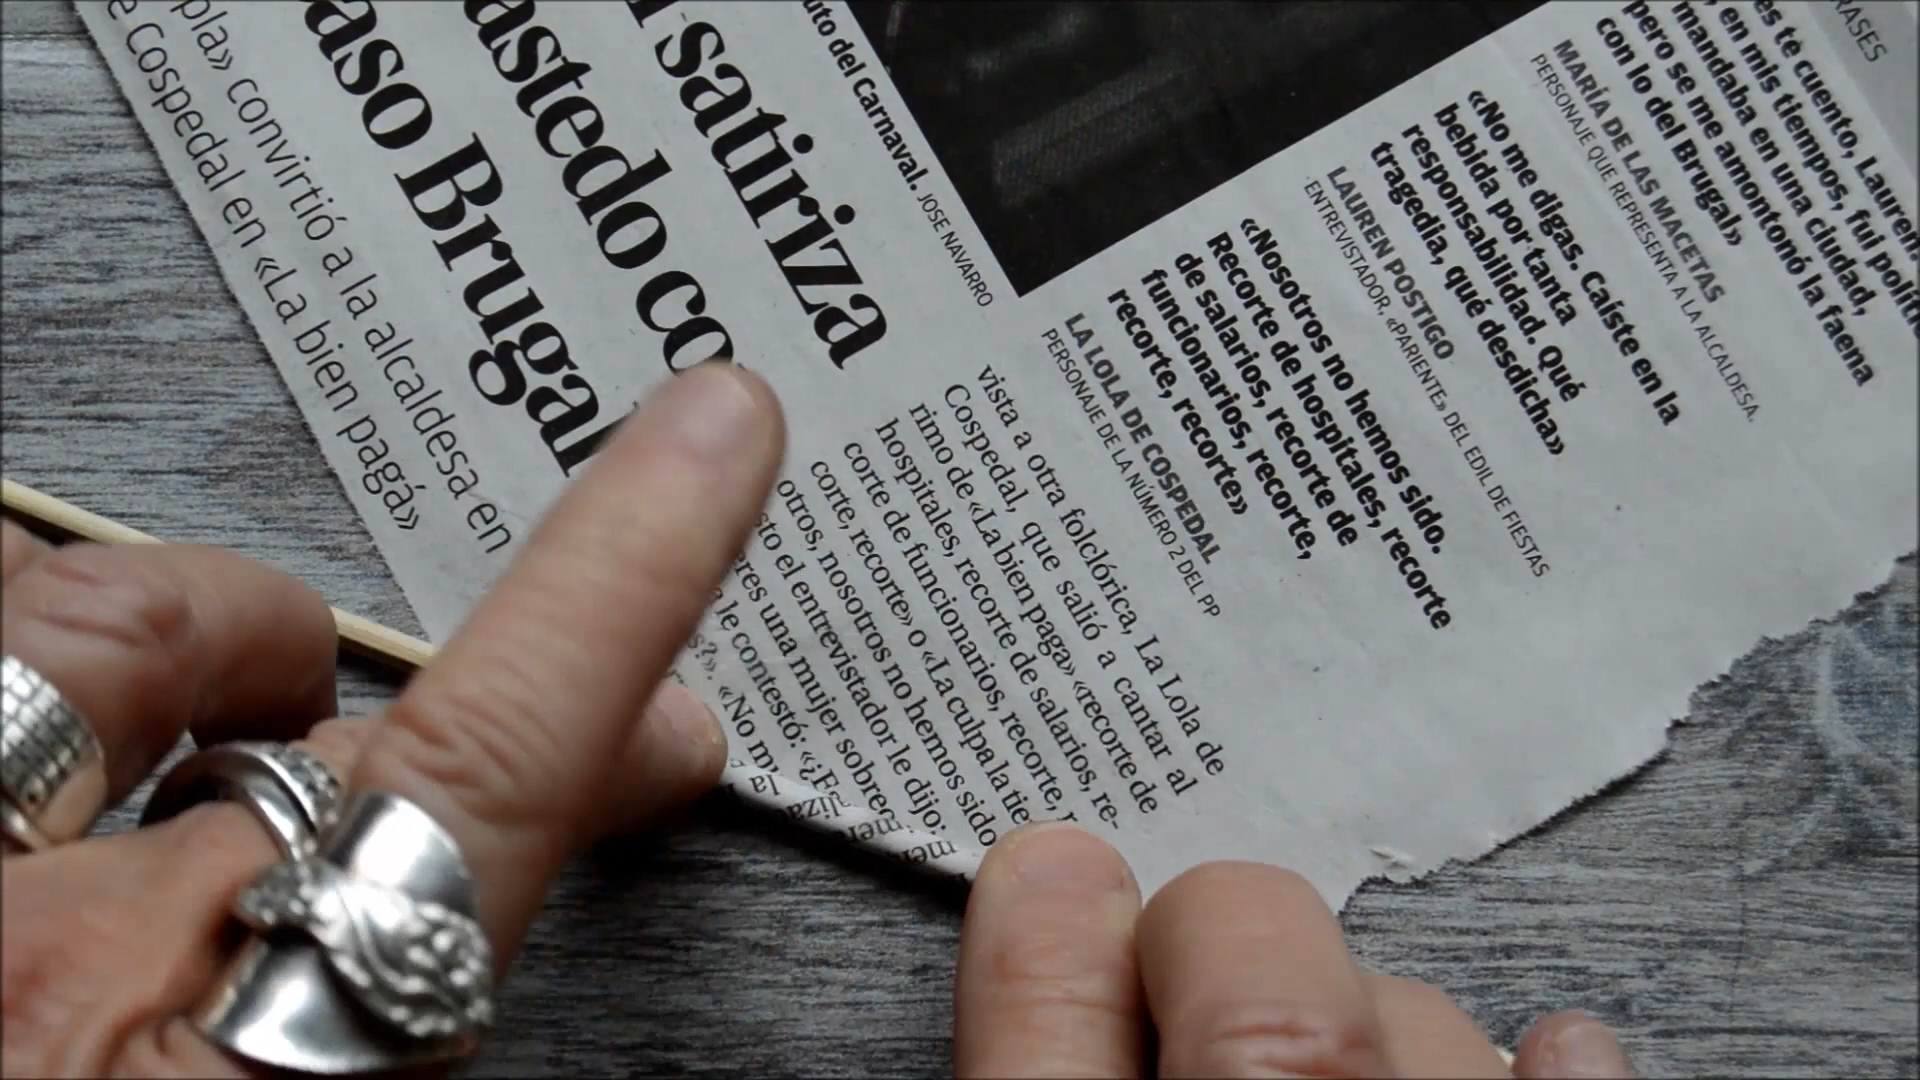 satiriza
astedo co
aso Brugal
pla» convirtió a la alcaldesa en
e Cospedal en «La bien pagá»
uto del Carnaval. JOSE NAVARRO
RASES
es te cuento, Lauren.
, en mis tiempos, fui
mandaba en una ciudad,
pero se me amontonó la faena
con lo del Brugal»
MARÍA DE LAS MACETAS
PERSONAJE QUE REPRESENTA A LA ALCALDESA.
«No me digas. Caíste en la
bebida por tanta
responsabilidad. Qué
tragedia, qué desdicha»
LAUREN POSTIGO
ENTREVISTADOR, «PARIENTE» DEL EDIL DE FIESTAS
«Nosotros no hemos sido.
Recorte de hospitales, recorte
de salarios, recorte de
funcionarios, recorte,
recorte, recorte»
LA LOLA DE COSPEDAL
PERSONAJE DE LA NÚMERO 2 DEL PP
vista a otra folclórica, La Lola de
Cospedal, que salió a cantar al
rimo de «La bien paga» «recorte de
hospitales, recorte de salarios, re-
corte de funcionarios, recorte, r
corte, recorte» o «La culpa la tie
otros, nosotros no hemos sido
sto el entrevistador le dijo:
eres una mujer sobre
le contestó: «¿Es
s?». «No m